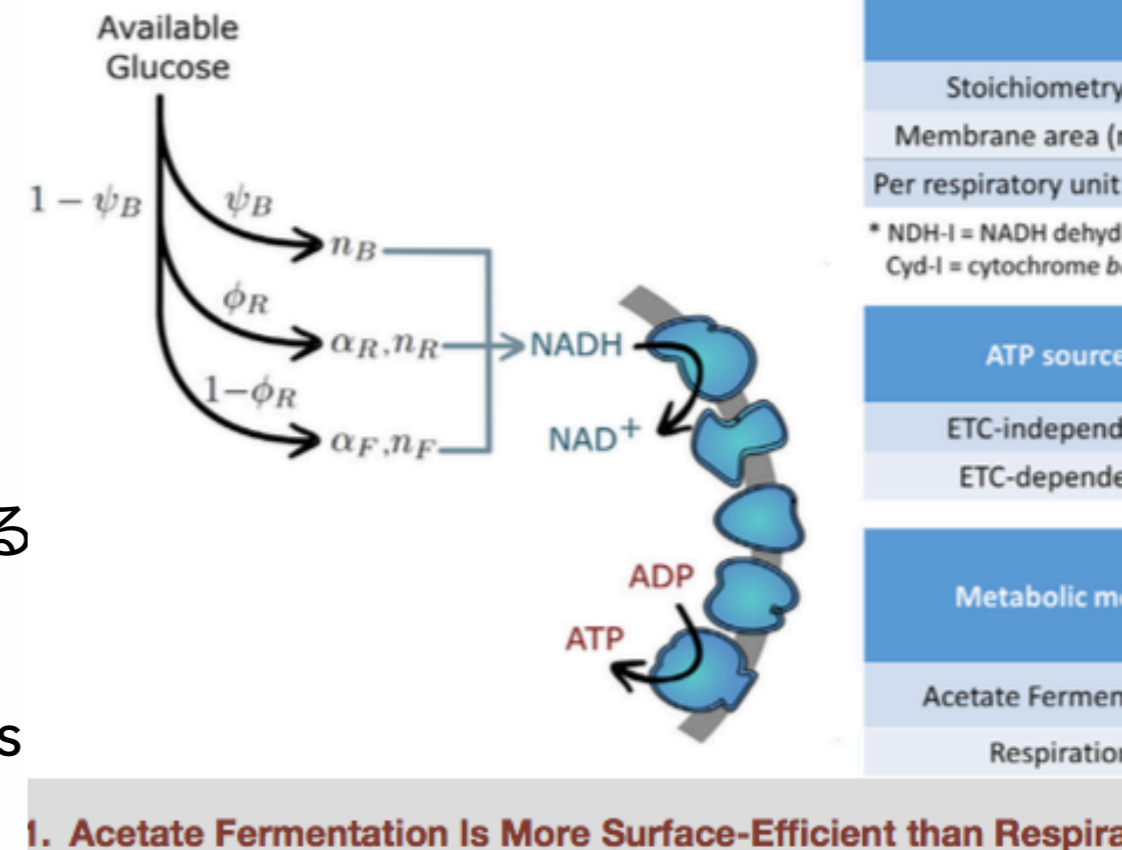 Available
Glucose
1 − ψB
ψB
nB
ϕR
αR,nR
NADH
1−ϕR
αF,nF
NAD+
ADP
ATP
る
s
Stoichiometry
Membrane area (
Per respiratory unit
* NDH-I = NADH dehyd
Cyd-I = cytochrome b
ATP source
ETC-independ
ETC-depende
Metabolic m
Acetate Fermen
Respiration
1. Acetate Fermentation Is More Surface-Efficient than Respira